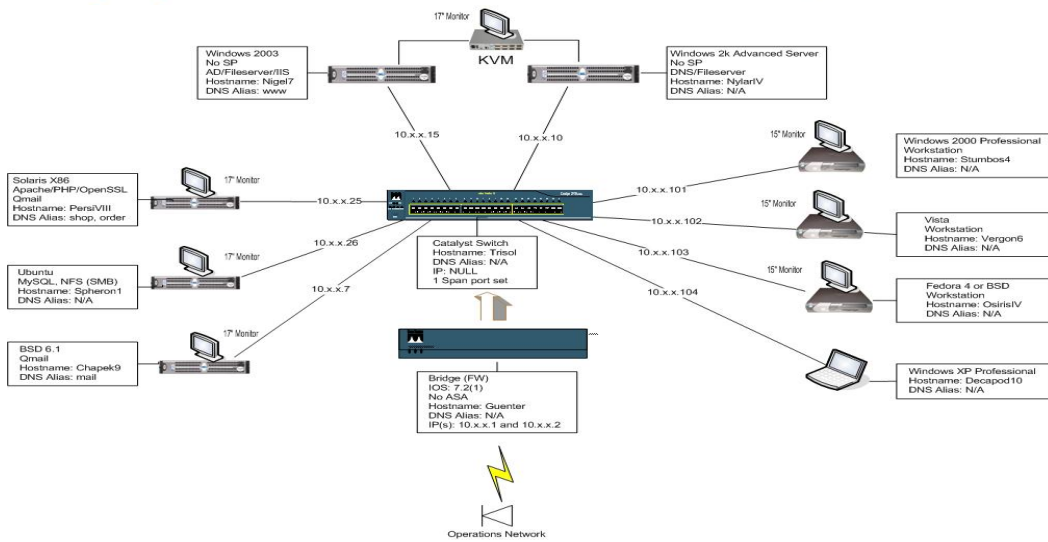 17" Monitor
KVM
Windows 2003
No SP
AD/Fileserver/IIS
Hostname: Nigel7
DNS Alias: www
Windows 2k Advanced Server
No SP
DNS/Fileserver
Hostname: NylarIV
DNS Alias: N/A
10.x.x.15
10.x.x.10
Solaris X86
Apache/PHP/OpenSSL
Qmail
Hostname: PersiVIII
DNS Alias: shop, order
17" Monitor
10.x.x.25
Ubuntu
MySQL, NFS (SMB)
Hostname: Spheron1
DNS Alias: N/A
17" Monitor
10.x.x.26
BSD 6.1
Qmail
Hostname: Chapek9
DNS Alias: mail
17" Monitor
10.x.x.7
Catalyst Switch
Hostname: Trisol
DNS Alias: N/A
IP: NULL
1 Span port set
15" Monitor
10.x.x.101
Windows 2000 Professional
Workstation
Hostname: Stumbos4
DNS Alias: N/A
15" Monitor
10.x.x.102
Vista
Workstation
Hostname: Vergon6
DNS Alias: N/A
15" Monitor
10.x.x.103
Fedora 4 or BSD
Workstation
Hostname: OsirisIV
DNS Alias: N/A
10.x.x.104
Windows XP Professional
Hostname: Decapod10
DNS Alias: N/A
Bridge (FW)
IOS: 7.2(1)
No ASA
Hostname: Guenter
DNS Alias: N/A
IP(s): 10.x.x.1 and 10.x.x.2
Operations Network